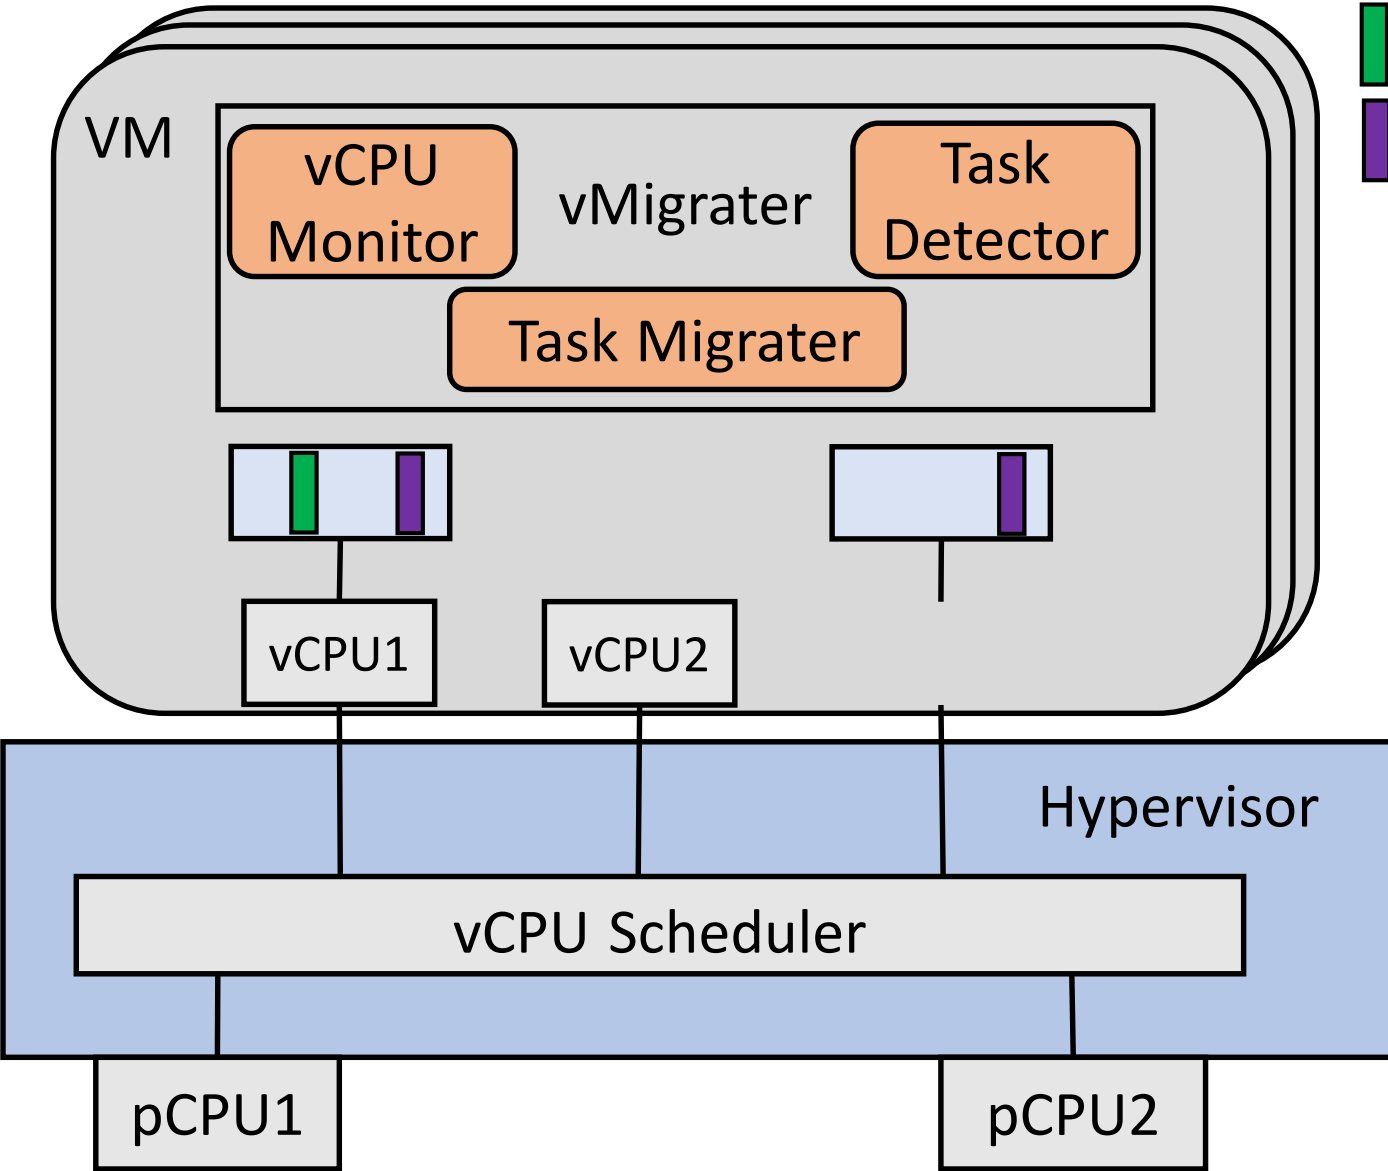 VM
vCPU
Monitor
vMigrater
Task
Detector
Task Migrater
vCPU1
vCPU2
Hypervisor
vCPU Scheduler
pCPU1
pCPU2